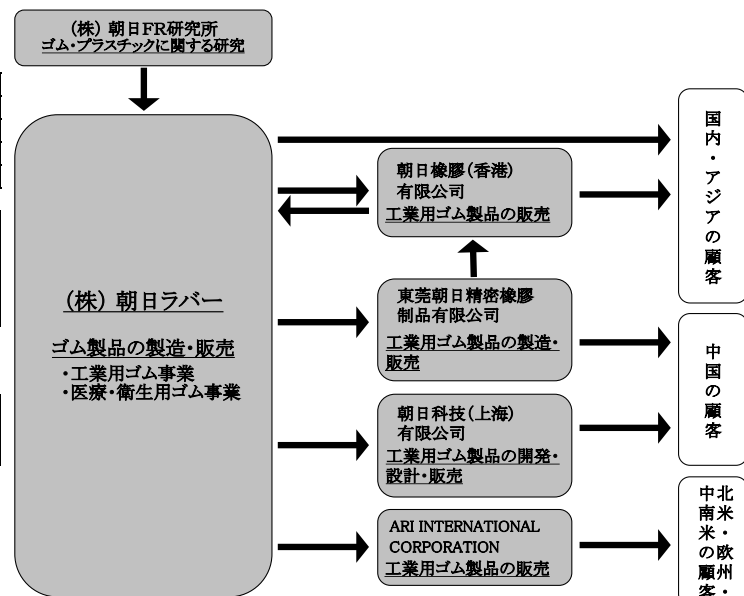 (株) 朝日FR研究所
ゴム・プラスチックに関する研究
(株) 朝日ラバー
ゴム製品の製造・販売
・工業用ゴム事業
・医療・衛生用ゴム事業
朝日橡膠(香港)
有限公司
工業用ゴム製品の販売
東莞朝日精密橡膠
制品有限公司
工業用ゴム製品の製造・
販売
朝日科技(上海)
有限公司
工業用ゴム製品の開発・
設計・販売
ARI INTERNATIONAL
CORPORATION
工業用ゴム製品の販売
国内・アジアの顧客
中国の顧客
北米・欧州・
中南米の顧客